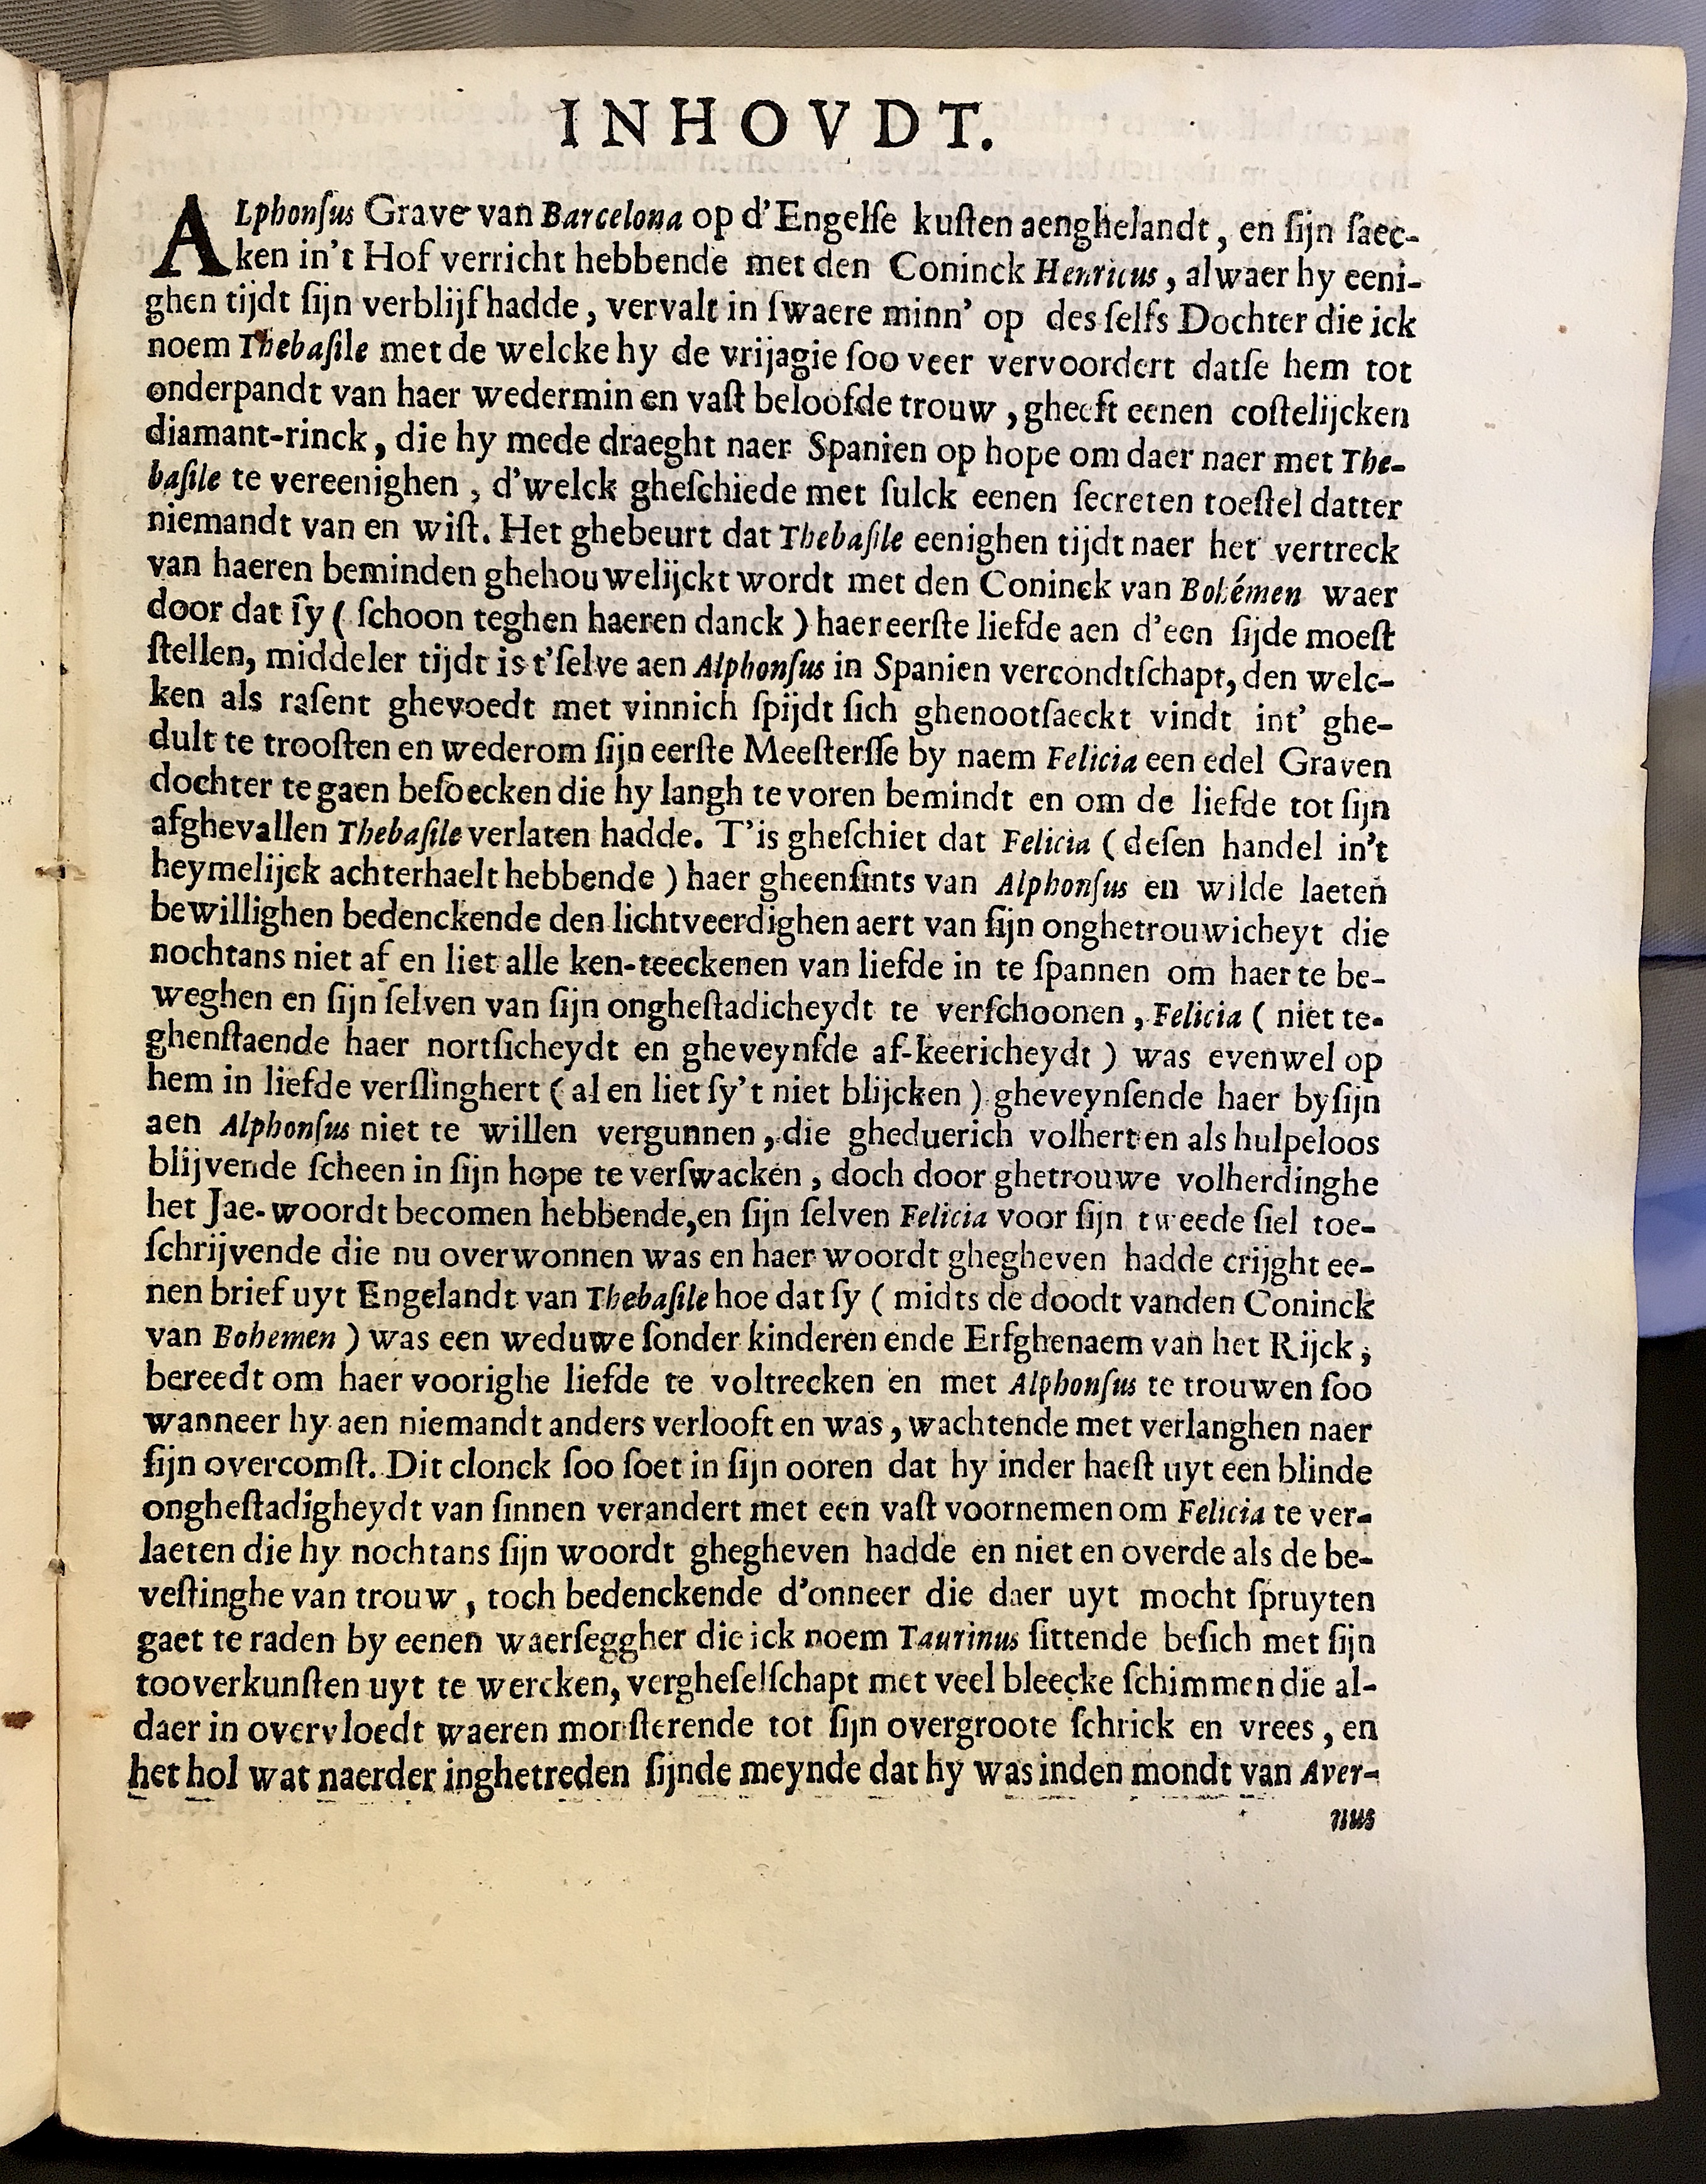 INHOVDT.
ALphonſus Grave van Barcelona op d'Engelſe kuſten aenghelandt, en ſijn ſaec-
ken in't Hof verricht hebbende met den Coninck Henricus, alwaer hy eeni-
ghen tijdt ſijn verblijf hadde, vervalt in ſwaere minn' op des ſelfs Dochter die ick
noem Thebaſile met de welcke hy de vrijagie ſoo veer vervoordert datſe hem tot
onderpandt van haer wedermin en vaſt beloofde trouw, gheeft eenen coſtelijcken
diamant-rinck, die hy mede draeght naer Spanien op hope om daer naer met The-
baſile te vereenighen, d'welck gheſchiede met ſulck eenen ſecreten toeſtel datter
niemandt van en wiſt. Het ghebeurt dat Thebaſile eenighen tijdt naer het vertreck
van haeren beminden ghehouwelijckt wordt met den Coninck van Bohémen waer
door dat ſy ( ſchoon teghen haeren danck ) haer eerſte liefde aen d'een ſijde moeſt
ſtellen, middeler tijdt is t'ſelve aen Alphonſus in Spanien vercondtſchapt, den welc-
ken als raſent ghevoedt met vinnich ſpijdt ſich ghenootſaeckt vindt int' ghe-
dult te trooſten en wederom ſijn eerſte Meeſterſſe by naem Felicia een edel Graven
dochter te gaen beſoecken die hy langh te voren bemindt en om de liefde tot ſijn
afghevallen Thebaſile verlaten hadde. T'is gheſchiet dat Felicia ( deſen handel in't
heymelijck achterhaelt hebbende ) haer gheenſints van Alphonſus en wilde laeten
bewillighen bedenckende den lichtveerdighen aert van ſijn onghetrouwicheyt die
nochtans niet af en liet alle ken-teeckenen van liefde in te ſpannen om haer te be-
weghen en ſijn ſelven van ſijn ongheſtadicheydt te verſchoonen, Felicia ( niet te-
ghenſtaende haer nortſicheydt en gheveynſde af-keericheydt ) was evenwel op
hem in liefde verſlinghert ( al en liet ſy't niet blijcken ) gheveynſende haer byſijn
aen Alphonſus niet te willen vergunnen, die gheduerich volherten als hulpeloos
blijvende ſcheen in ſijn hope te verſwacken, doch door ghetrouwe volherdinghe
het Jae-woordt becomen hebbende, en ſijn ſelven Felicia voor ſijn tweede ſiel toe-
ſchrijvende die nu overwonnen was en haer woordt ghegheven hadde crijght ee-
nen brief uyt Engelandt van Thebaſile hoe dat ſy ( midts de doodt vanden Coninck
van Bohemen ) was een weduwe ſonder kinderen ende Erfghenaem van het Rijck,
bereedt om haer voorighe liefde te voltrecken en met Alphonſus te trouwen ſoo
wanneer hy aen niemandt anders verlooft en was, wachtende met verlanghen naer
ſijn overcomſt. Dit clonck ſoo ſoet in ſijn ooren dat hy inder haeſt uyt een blinde
ongheſtadigheydt van ſinnen verandert met een vaſt voornemen om Felicia te ver-
laeten die hy nochtans ſijn woordt ghegheven hadde en niet en overde als de be-
veſtinghe van trouw, toch bedenckende d'onneer die daer uyt mocht ſpruyten
gaet te raden by eenen waerſeggher die ick noem Taurinus ſittende beſich met ſijn
tooverkunſten uyt te wercken, vergheſelſchapt met veel bleecke ſchimmen die al-
daer in overvloedt waeren monſterende tot ſijn overgroote ſchrick en vrees, en
het hol wat naerder inghetreden ſijnde meynde dat hy was inden mondt van Aver-
nus